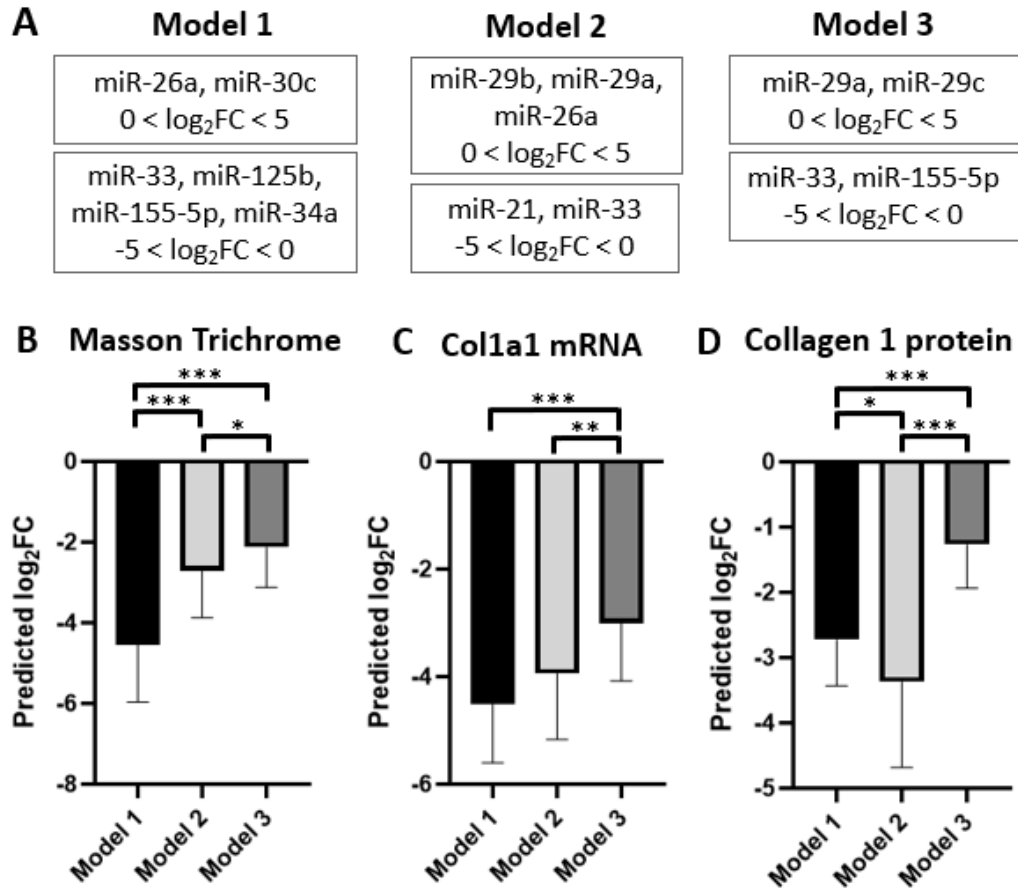 A
Model 1
Model 2
Model 3
miR-26a, miR-30c
0 < log₂FC < 5
miR-33, miR-125b,
miR-155-5p, miR-34a
-5 < log₂FC < 0
miR-29b, miR-29a,
miR-26a
0 < log₂FC < 5
miR-21, miR-33
-5 < log₂FC < 0
miR-29a, miR-29c
0 < log₂FC < 5
miR-33, miR-155-5p
-5 < log₂FC < 0
B
Masson Trichrome
***
***
*
Predicted log₂FC
0
-2
-4
-6
-8
Model 1
Model 2
Model 3
C
Col1a1 mRNA
***
**
Predicted log₂FC
0
-2
-4
-6
Model 1
Model 2
Model 3
D
Collagen 1 protein
***
*
***
Predicted log₂FC
0
-1
-2
-3
-4
-5
Model 1
Model 2
Model 3